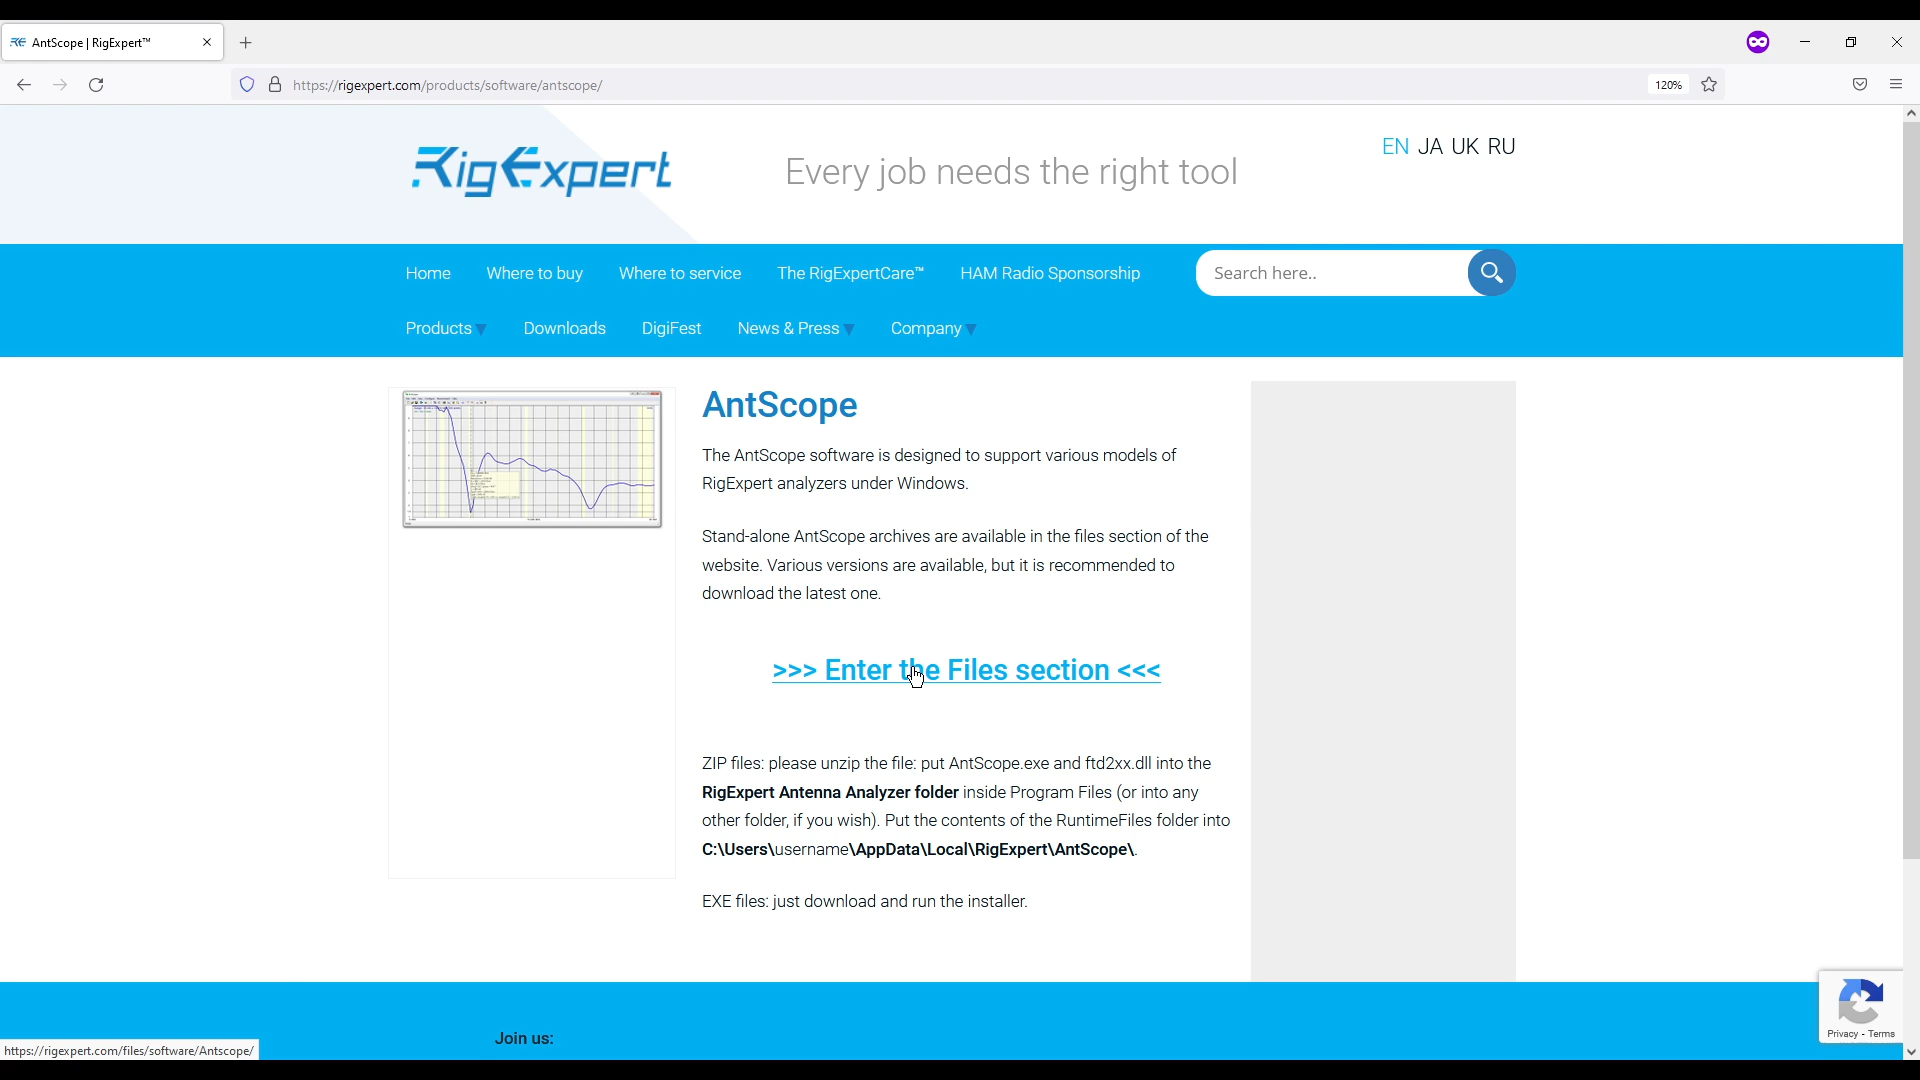 AntScope | RigExpert™
https://rigexpert.com/products/software/antscope/
120%
RigExpert
Every job needs the right tool
EN JA UK RU
Home Where to buy Where to service The RigExpertCare™ HAM Radio Sponsorship
Search here..
Products Downloads DigiFest News & Press Company
AntScope
The AntScope software is designed to support various models of
RigExpert analyzers under Windows.
Stand-alone AntScope archives are available in the files section of the
website. Various versions are available, but it is recommended to
download the latest one.
>>> Enter the Files section <<<
ZIP files: please unzip the file: put AntScope.exe and ftd2xx.dll into the
RigExpert Antenna Analyzer folder inside Program Files (or into any
other folder, if you wish). Put the contents of the RuntimeFiles folder into
C:\Users\username\AppData\Local\RigExpert\AntScope\.
EXE files: just download and run the installer.
Privacy - Terms
Join us:
https://rigexpert.com/files/software/Antscope/